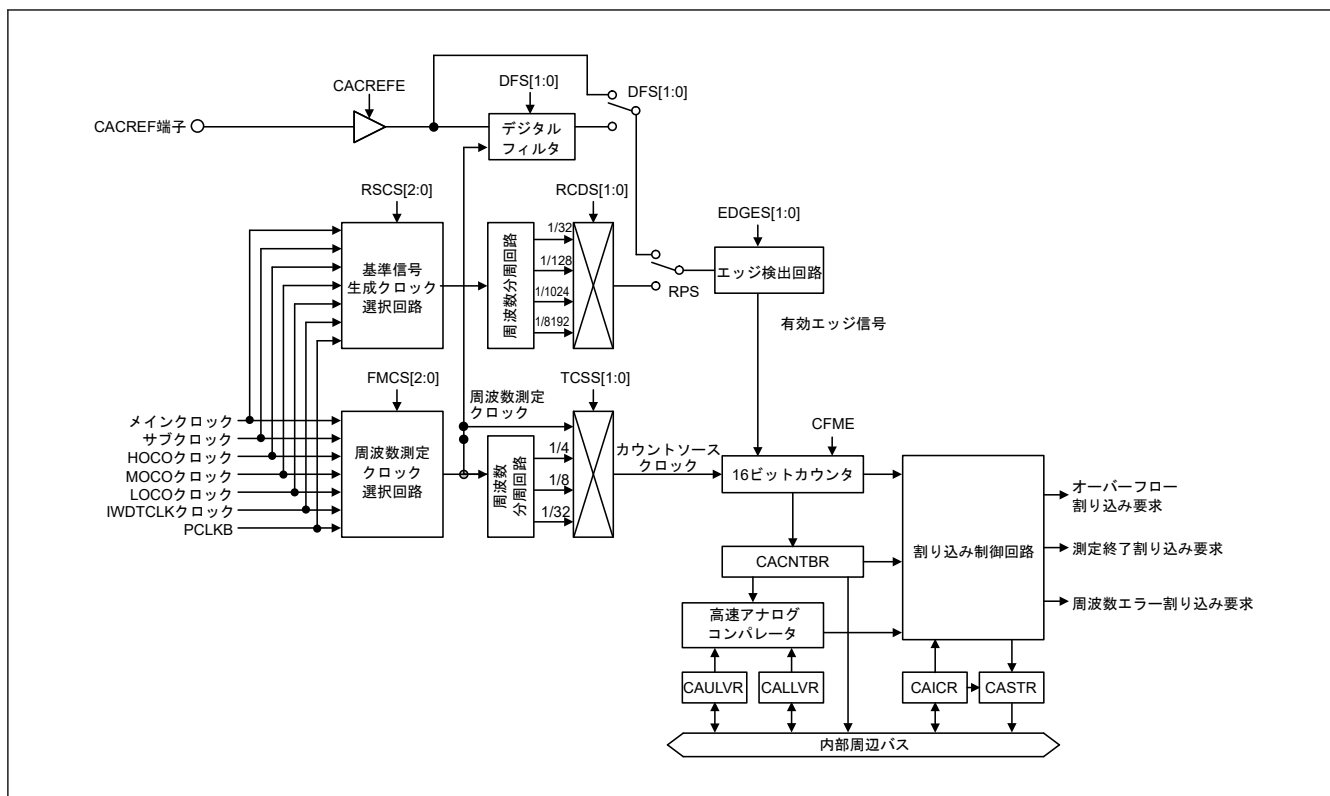 CACREFE
DFS[1:0]
DFS[1:0]
CACREF端子
デジタル
フィルタ
RSCS[2:0]
RCDS[1:0]
EDGES[1:0]
基準信号
生成クロック
選択回路
周波数分周回路
1/32
1/128
1/1024
1/8192
RPS
エッジ検出回路
有効エッジ信号
FMCS[2:0]
周波数測定
クロック
TCSS[1:0]
CFME
メインクロック
サブクロック
HOCOクロック
MOCOクロック
LOCOクロック
IWDTCLKクロック
PCLKB
周波数測定
クロック
選択回路
周波数
分周回路
1/4
1/8
1/32
カウントソース
クロック
16ビットカウンタ
CACNTBR
高速アナログ
コンパレータ
割り込み制御回路
オーバーフロー
割り込み要求
測定終了割り込み要求
周波数エラー割り込み要求
CAULVR
CALLVR
CAICR
CASTR
内部周辺バス